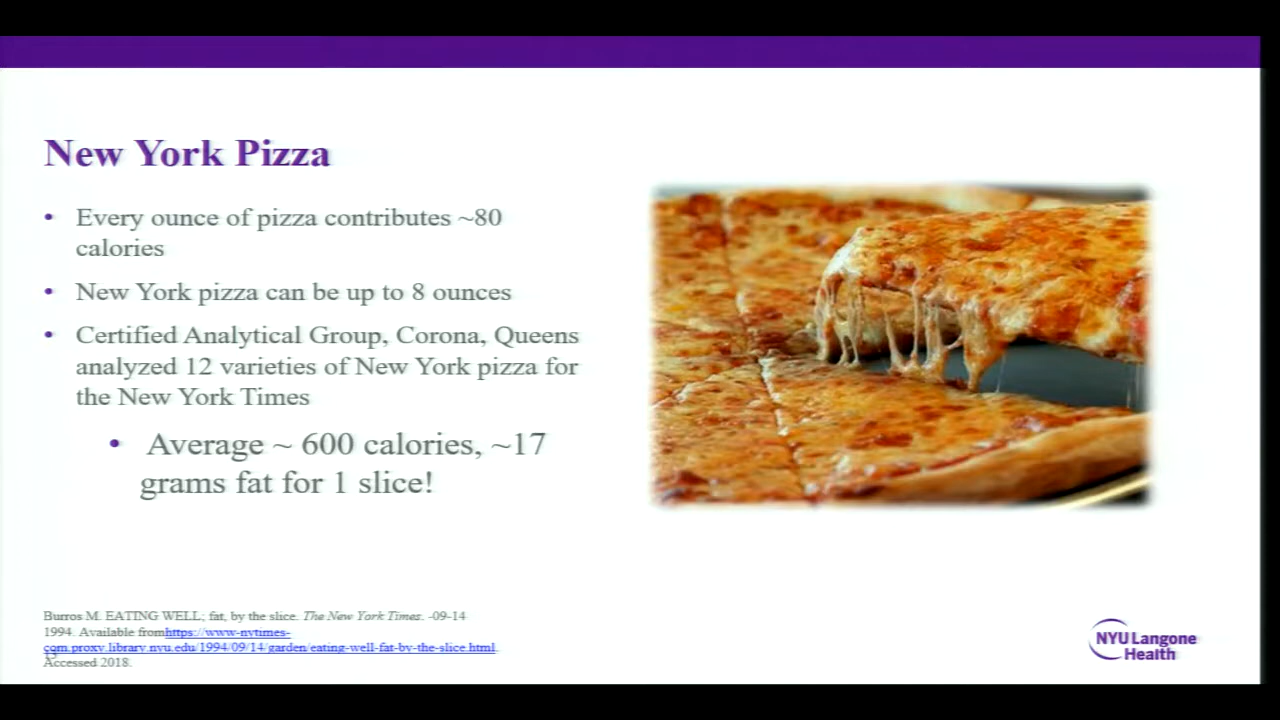 New York Pizza
• Every ounce of pizza contributes ~80
calories
• New York pizza can be up to 8 ounces
• Certified Analytical Group, Corona, Queens
analyzed 12 varieties of New York pizza for
the New York Times
• Average ~ 600 calories, ~17
grams fat for 1 slice!
Burros M. EATING WELL; fat, by the slice. The New York Times. -09-14
1994. Available fromhttps://www-nytimes-
com.proxy.library.nyu.edu/1994/09/14/garden/eating-well-fat-by-the-slice.html.
Accessed 2018.
NYU Langone
Health